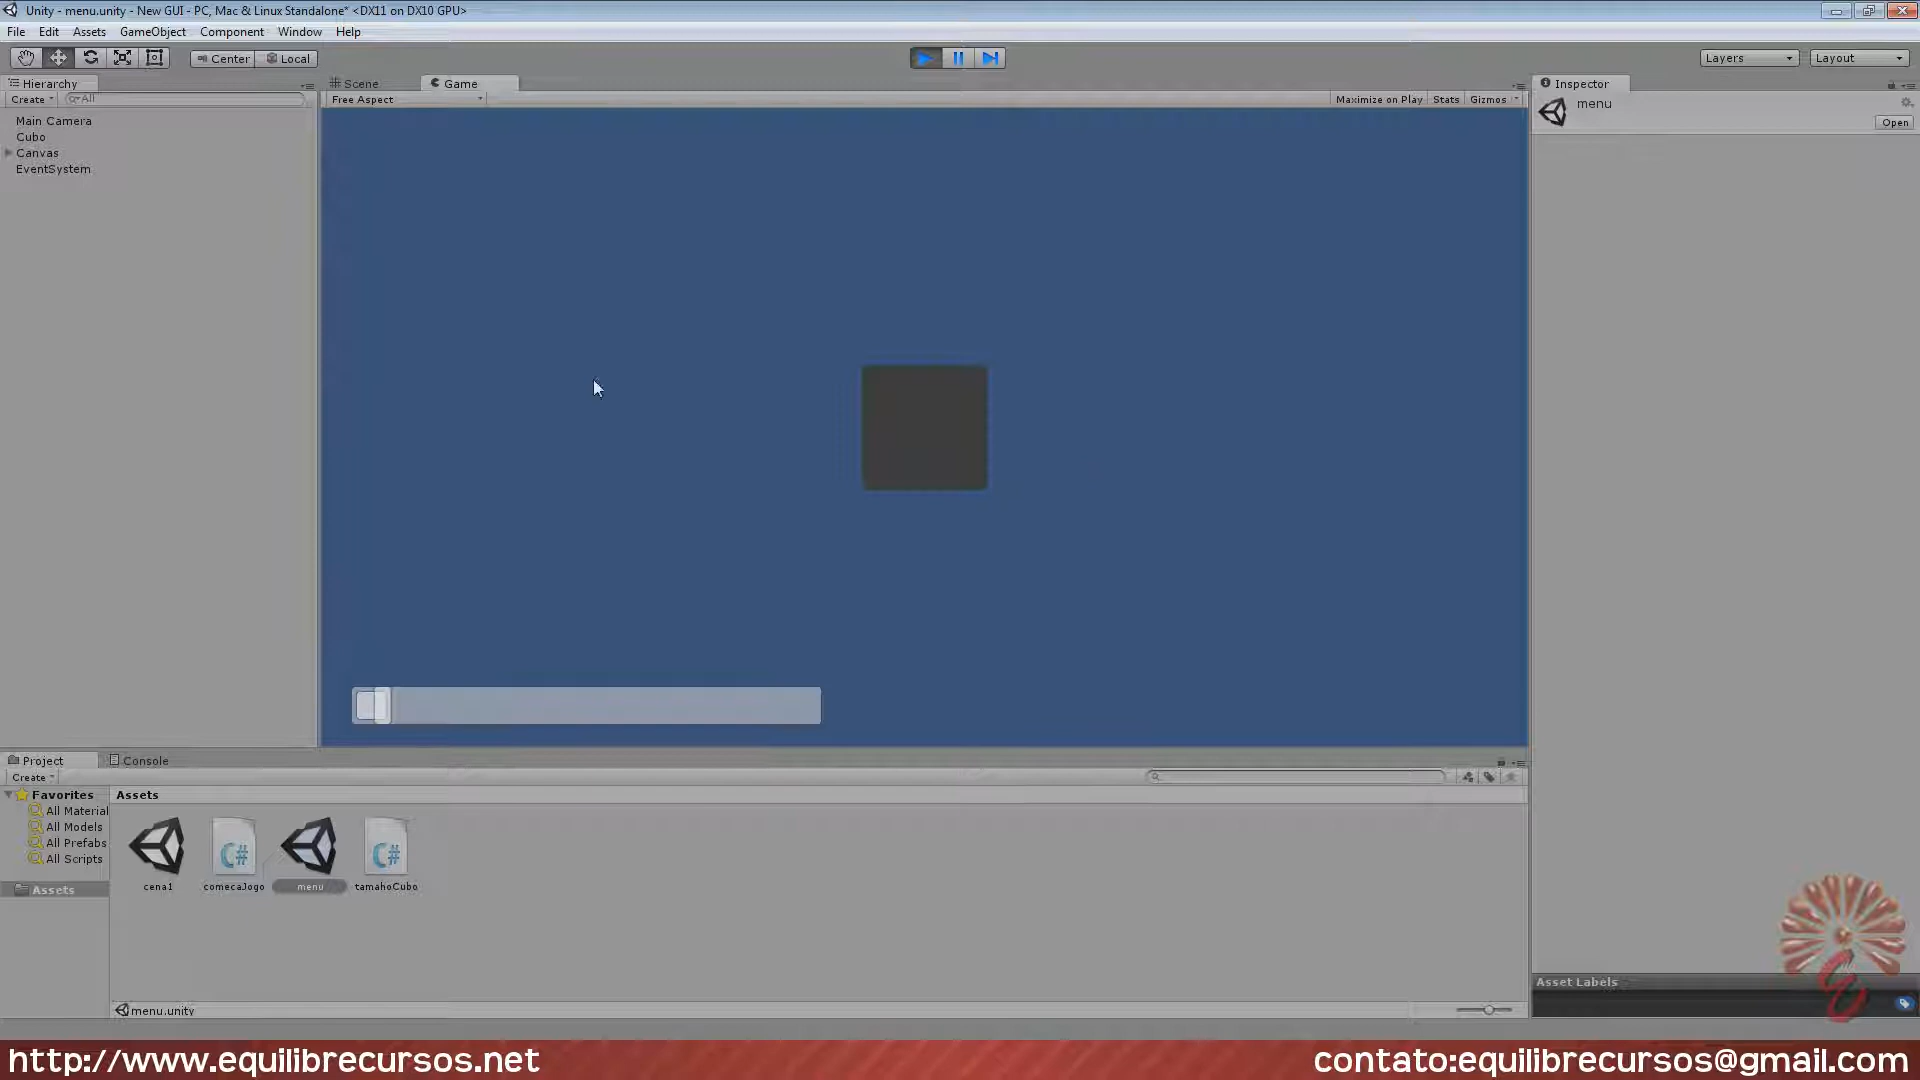 Unity - menu.unity - New GUI - PC, Mac & Linux Standalone* <DX11 on DX10 GPU>
File Edit Assets GameObject Component Window Help
Center Local Layers Layout
Hierarchy Scene Game Inspector
Create All Free Aspect Maximize on Play Stats Gizmos menu
Open
Main Camera
Cubo
Canvas
EventSystem
Project Console
Create
Favorites Assets
All Material
All Models
All Prefabs
All Scripts
Assets
C# C#
cena1 comecaJogo menu tamahoCubo
Asset Labels
menu.unity
http://www.equilibrecursos.net contato:equilibrecursos@gmail.com